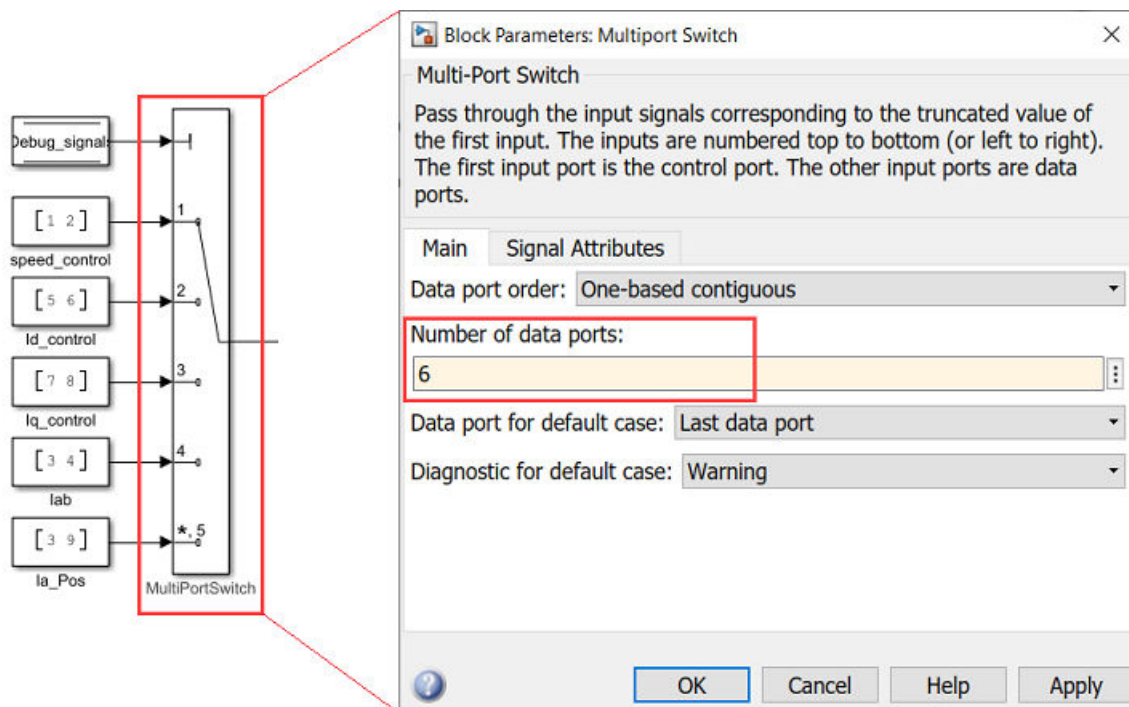 Debug_signals
[1 2]
speed_control
[5 6]
Id_control
[7 8]
Iq_control
[3 4]
Iab
[3 9]
Ia_Pos
1
2
3
4
*, 5
MultiPortSwitch
Block Parameters: Multiport Switch
Multi-Port Switch
Pass through the input signals corresponding to the truncated value of
the first input. The inputs are numbered top to bottom (or left to right).
The first input port is the control port. The other input ports are data
ports.
Main
Signal Attributes
Data port order: One-based contiguous
Number of data ports:
6
Data port for default case: Last data port
Diagnostic for default case: Warning
?
OK
Cancel
Help
Apply